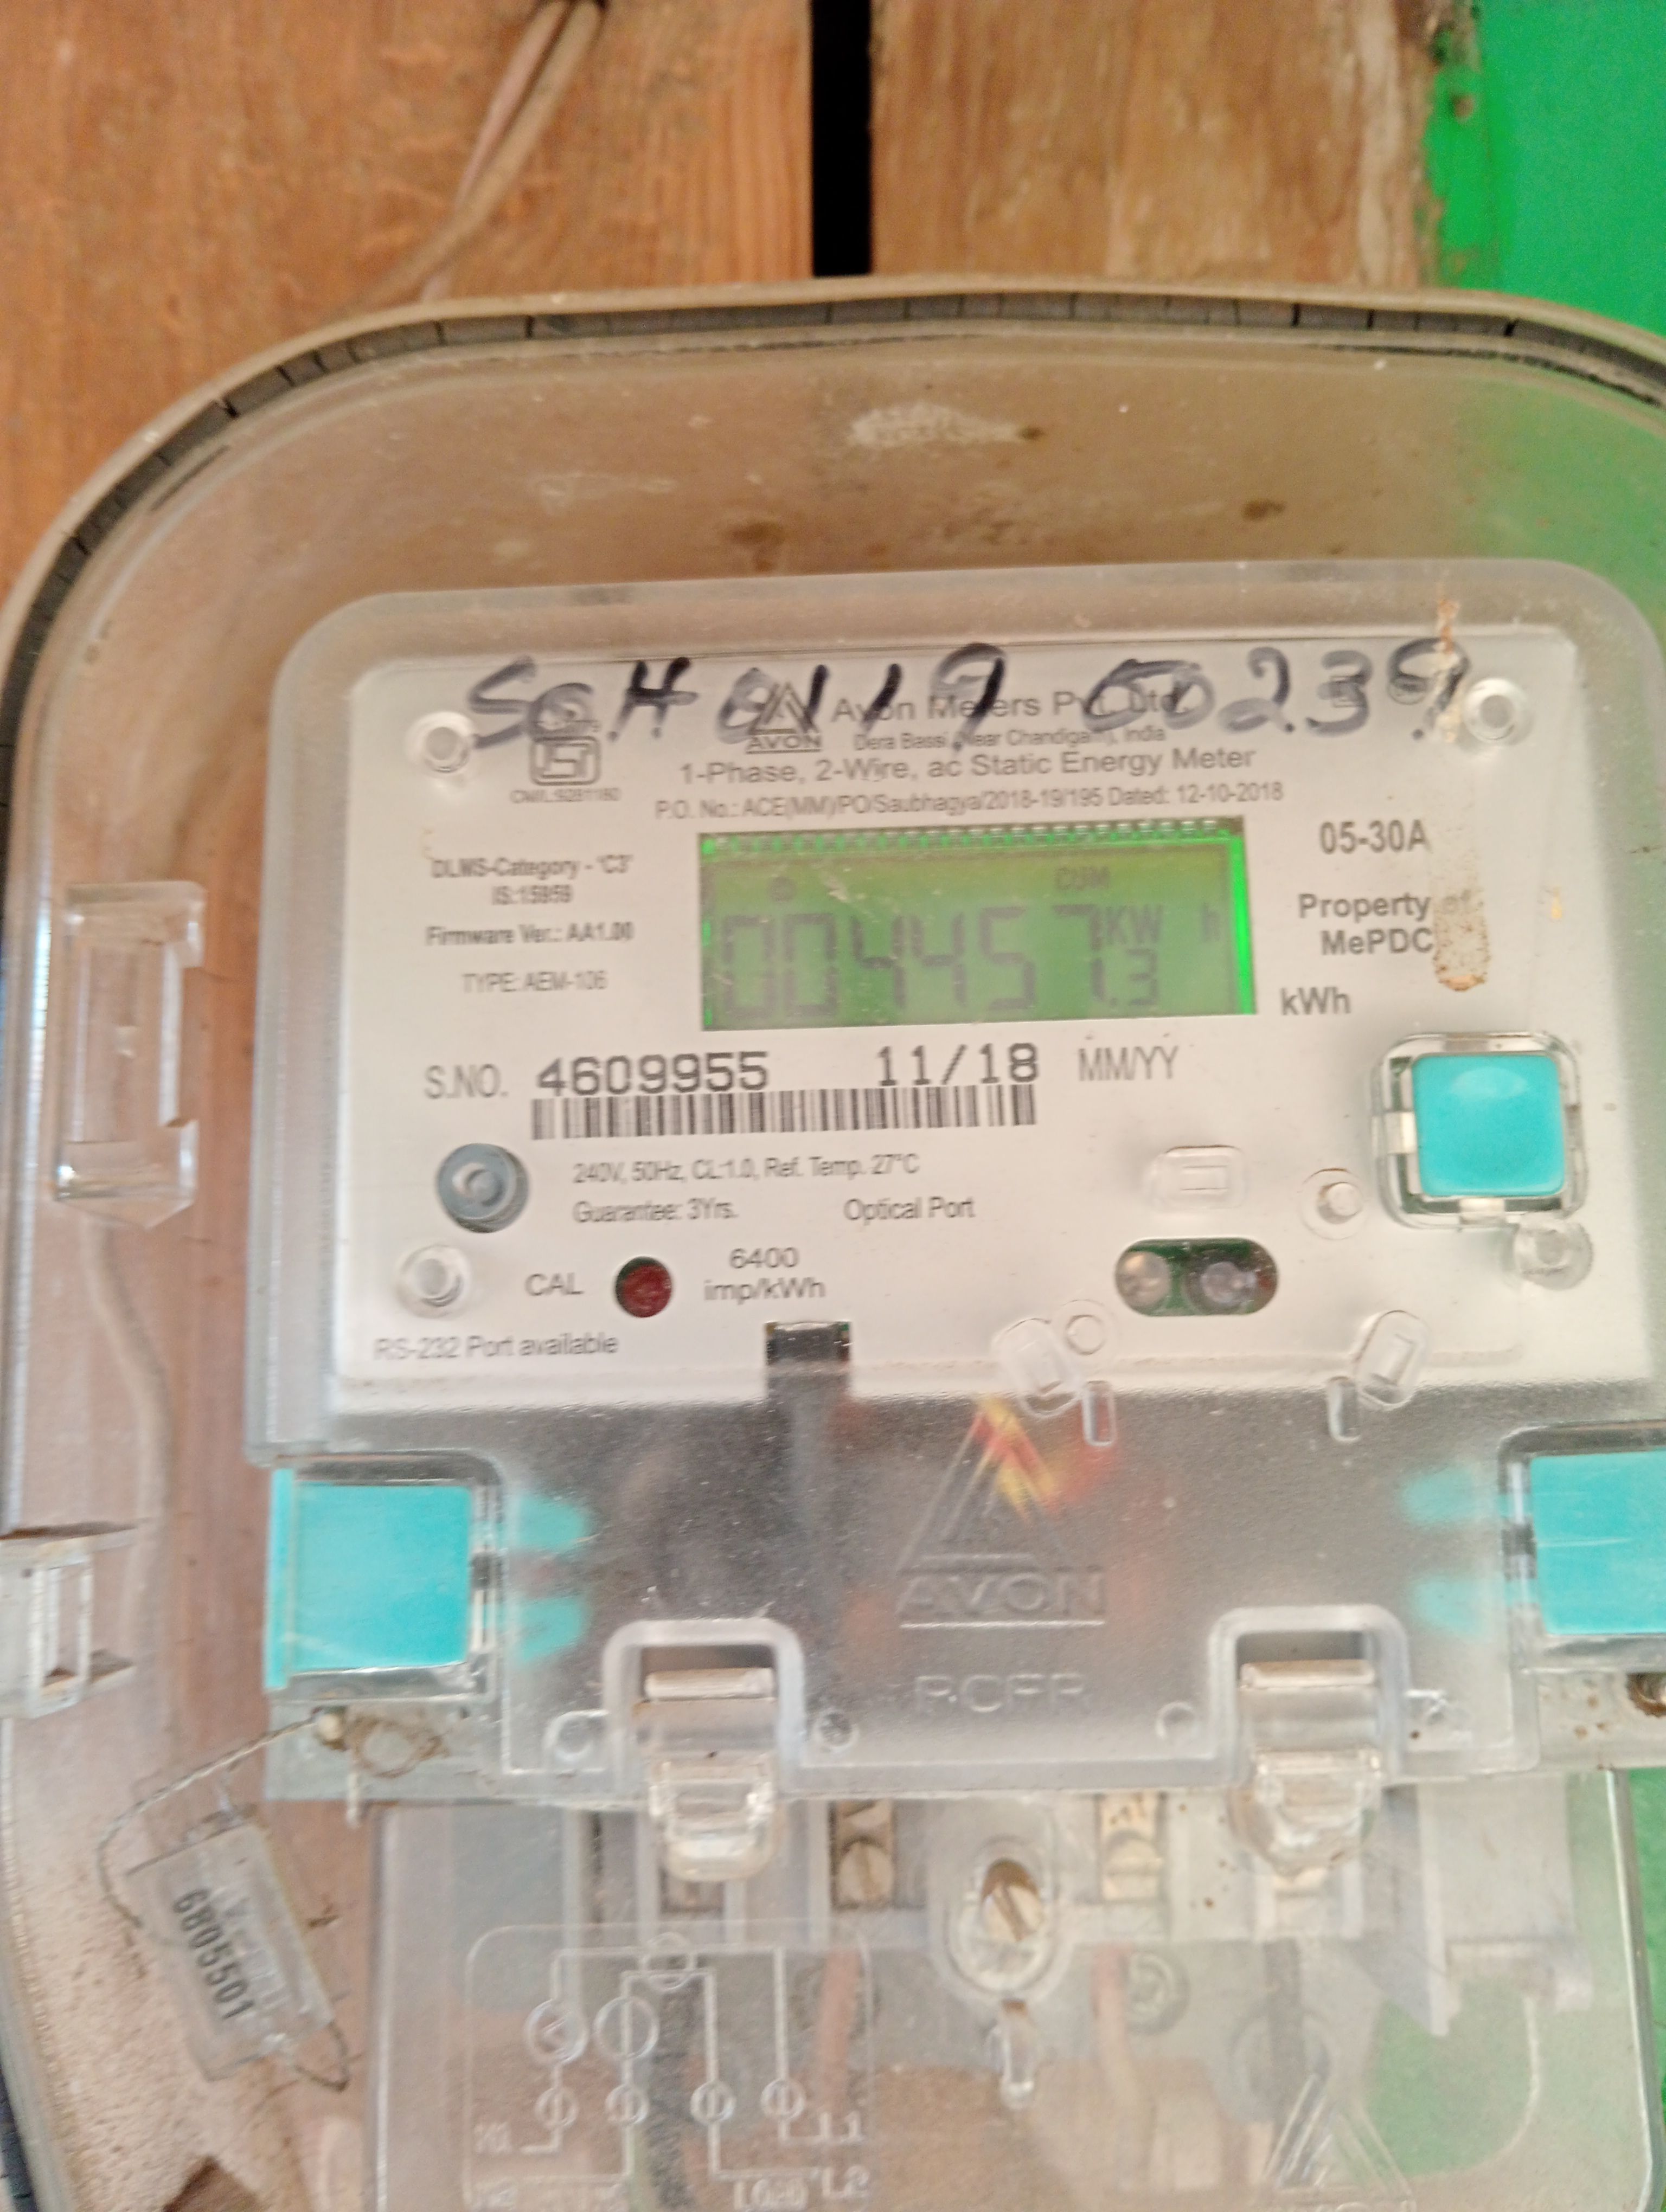 SCH 0119 00239
AVON
Avon Meters Pvt. Ltd.
Dera Bassi (Near Chandigarh), India
1-Phase, 2-Wire, ac Static Energy Meter
P.O. No.: ACE(MM)/PO/Saubhagya/2018-19/195 Dated: 12-10-2018
DLMS-Category - 'C3'
IS:15959
Firmware Ver.: AA1.00
TYPE: AEM-106
004457 KW h
1.3
05-30A
Property of
MePDC
kWh
S.NO. 4609955 11/18 MM/YY
240V, 50Hz, CL:1.0, Ref. Temp. 27°C
Guarantee: 3Yrs. Optical Port
CAL 6400
imp/kWh
RS-232 Port available
AVON
6805501